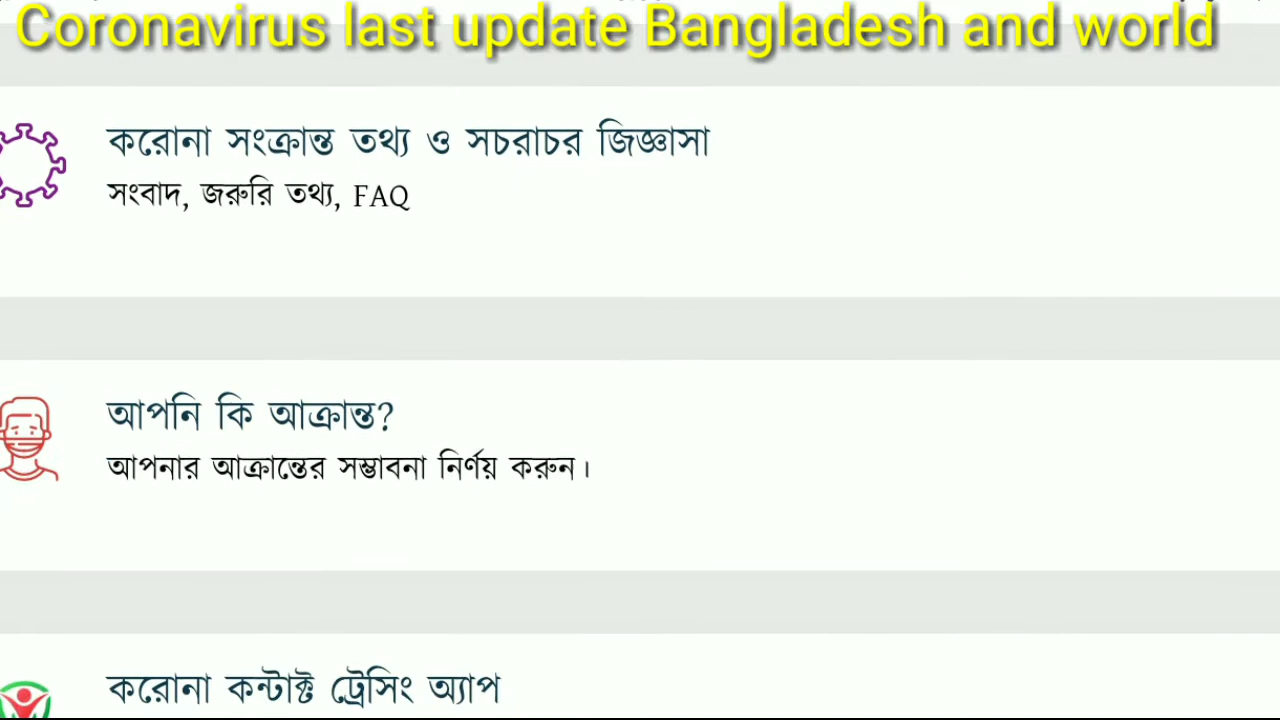 Coronavirus last update Bangladesh and world
করোনা সংক্রান্ত তথ্য ও সচরাচর জিজ্ঞাসা
সংবাদ, জরুরি তথ্য, FAQ
আপনি কি আক্রান্ত?
আপনার আক্রান্তের সম্ভাবনা নির্ণয় করুন।
করোনা কন্টাক্ট ট্রেসিং অ্যাপ